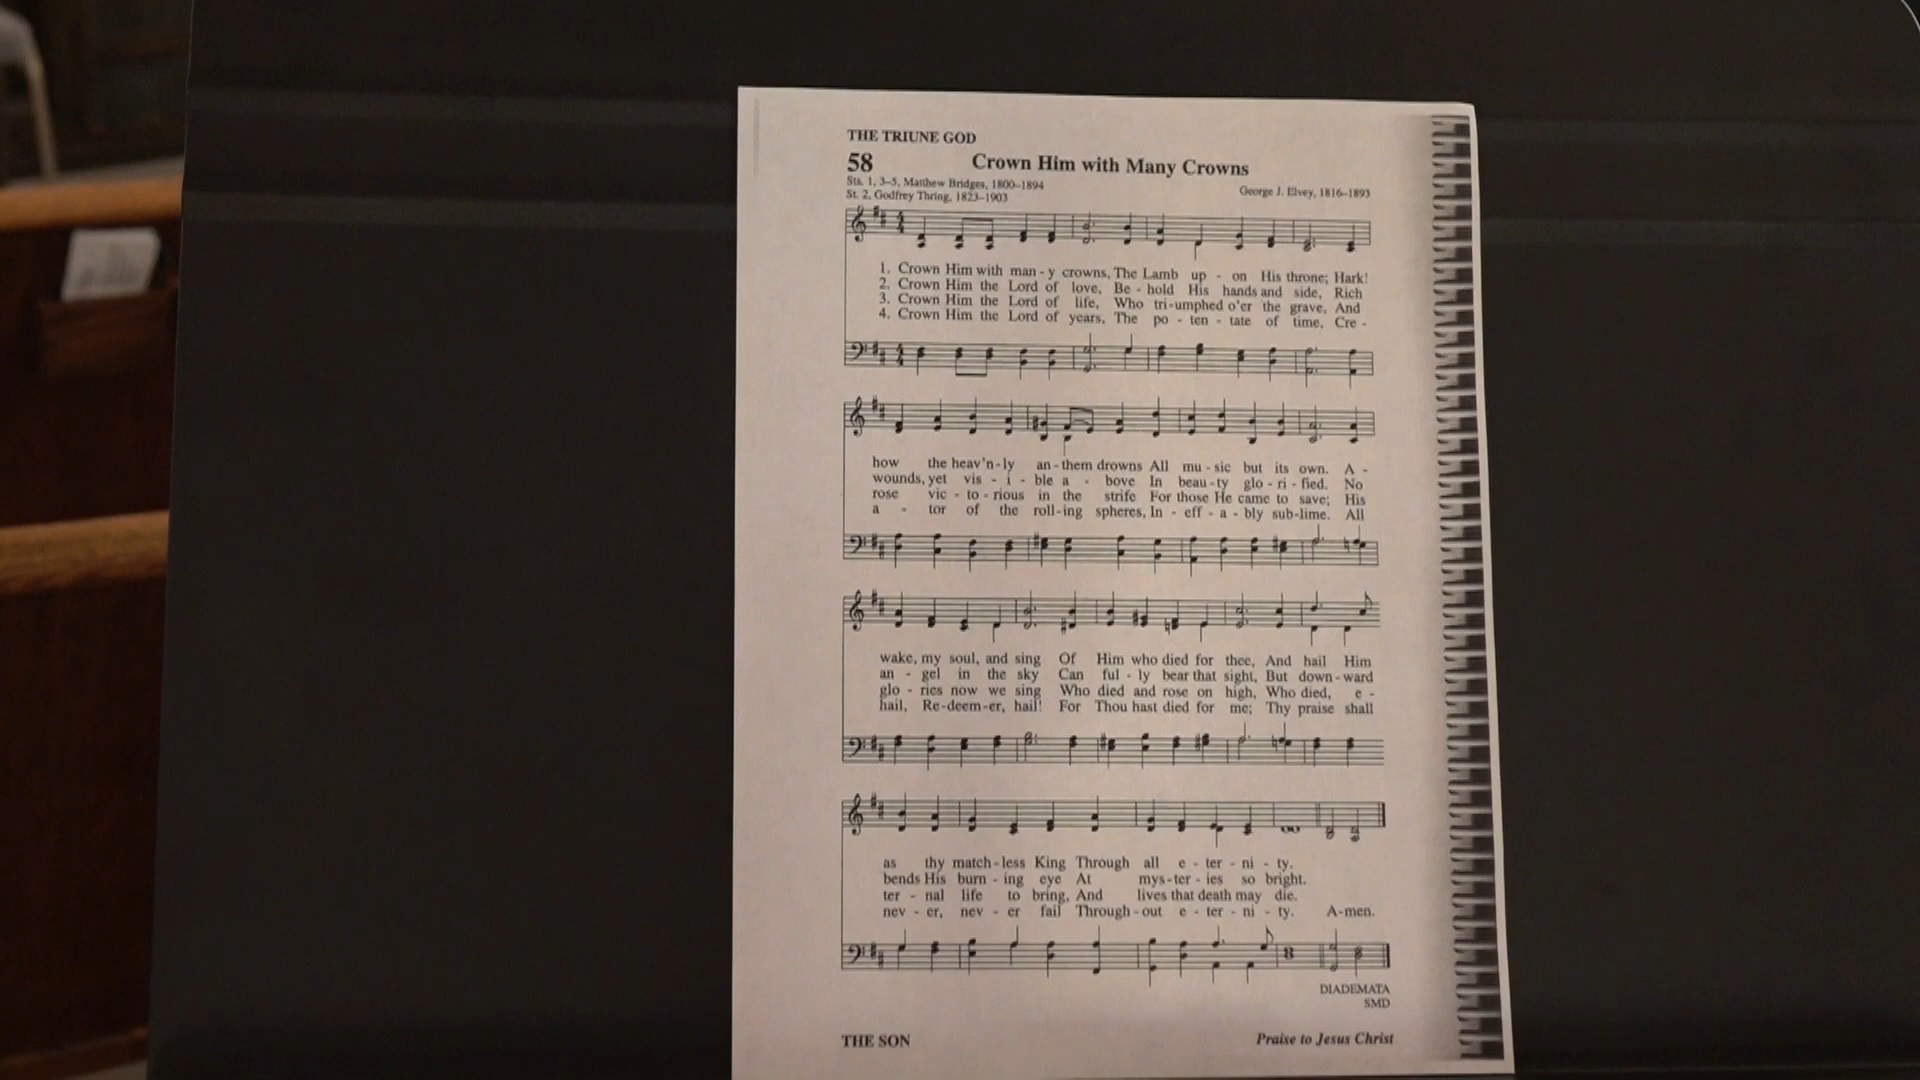 THE TRIUNE GOD
58 Crown Him with Many Crowns
Sts. 1, 3–5, Matthew Bridges, 1800–1894
George J. Elvey, 1816–1893
St. 2, Godfrey Thring, 1823–1903
1. Crown Him with man - y crowns, The Lamb up - on His throne; Hark!
2. Crown Him the Lord of love, Be - hold His hands and side, Rich
3. Crown Him the Lord of life, Who tri - umphed o'er the grave, And
4. Crown Him the Lord of years, The po - ten - tate of time, Cre -
how the heav'n - ly an - them drowns All mu - sic but its own. A -
wounds, yet vis - i - ble a - bove In beau - ty glo - ri - fied. No
rose vic - to - rious in the strife For those He came to save; His
a - tor of the roll - ing spheres, In - eff - a - bly sub - lime. All
wake, my soul, and sing Of Him who died for thee, And hail Him
an - gel in the sky Can ful - ly bear that sight, But down - ward
glo - ries now we sing Who died and rose on high, Who died, e -
hail, Re - deem - er, hail! For Thou hast died for me; Thy praise shall
as thy match - less King Through all e - ter - ni - ty.
bends His burn - ing eye At mys - ter - ies so bright.
ter - nal life to bring, And lives that death may die.
nev - er, nev - er fail Through - out e - ter - ni - ty. A - men.
DIADEMATA
SMD
THE SON
Praise to Jesus Christ